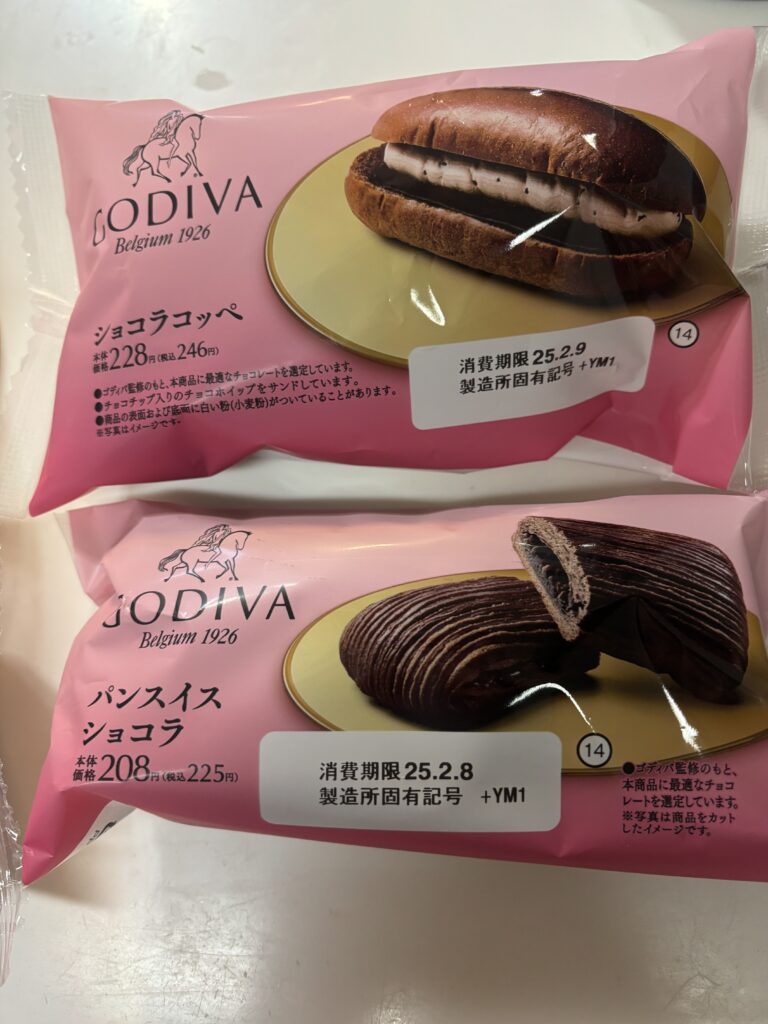 GODIVA
Belgium 1926
ショコラコッペ
本体価格228円(税込246円)
●ゴディバ監修のもと、本商品に最適なチョコレートを選定しています。
●チョコチップ入りのチョコホイップをサンドしています。
●商品の表面および底面に白い粉(小麦粉)がついていることがあります。
※写真はイメージです。
消費期限 25.2.9
製造所固有記号 +YM1
14
GODIVA
Belgium 1926
パンスイス
ショコラ
本体価格208円(税込225円)
消費期限 25.2.8
製造所固有記号 +YM1
14
●ゴディバ監修のもと、
本商品に最適なチョコ
レートを選定しています。
※写真は商品をカット
したイメージです。